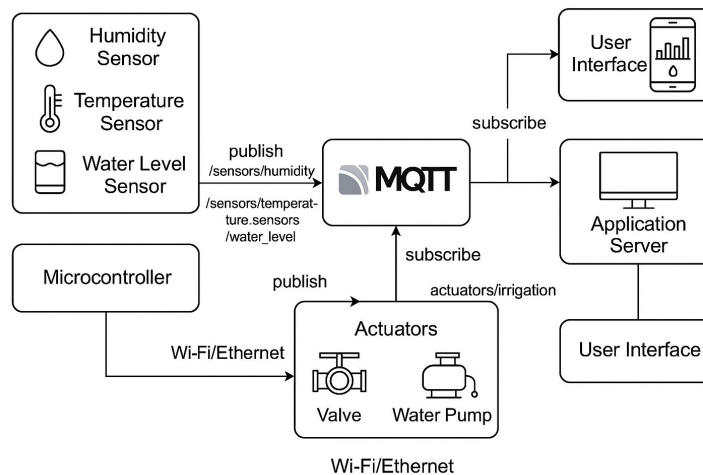 Humidity
Sensor
Temperature
Sensor
Water Level
Sensor
publish
/sensors/humidity
/sensors/temperat-
ture.sensors
/water_level
MQTT
subscribe
User
Interface
Application
Server
User Interface
Microcontroller
Wi-Fi/Ethernet
publish
subscribe
actuators/irrigation
Actuators
Valve
Water Pump
Wi-Fi/Ethernet